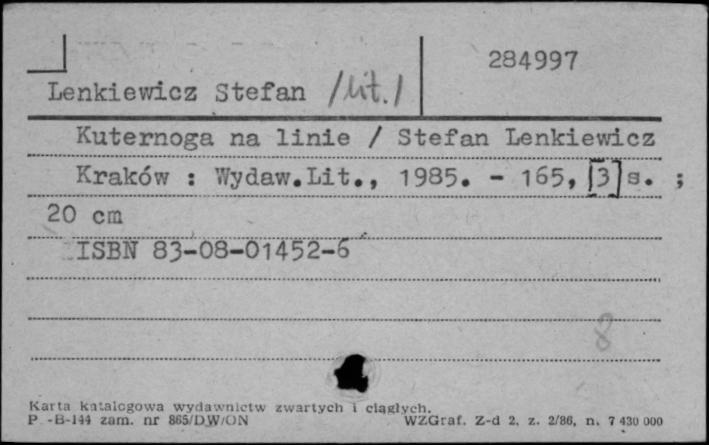 284997
Lenkiewicz Stefan /lit./
Kuternoga na linie / Stefan Lenkiewicz
Kraków : Wydaw.Lit., 1985. - 165, [3] s. ;
20 cm
ISBN 83-08-01452-6
8
Karta katalogowa wydawnictw zwartych i ciągłych.
P -B-144 zam. nr 865/DW/ON WZGraf. Z-d 2, z. 2/86, n. 7 430 000